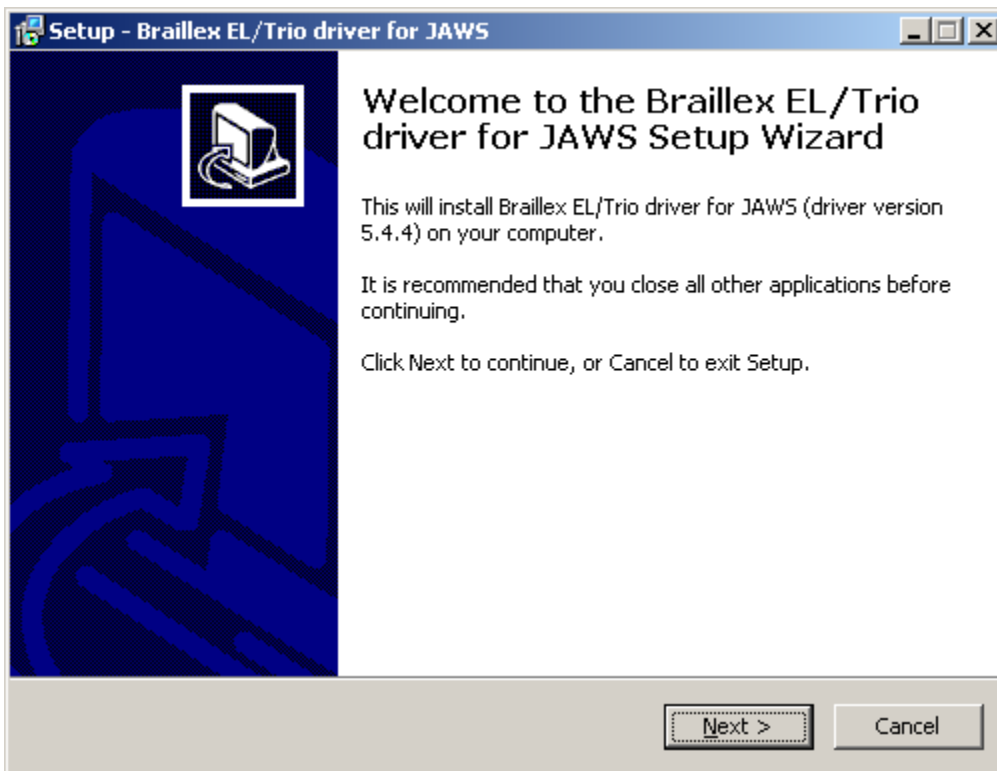 Setup - Braillex EL/Trio driver for JAWS
Welcome to the Braillex EL/Trio
driver for JAWS Setup Wizard
This will install Braillex EL/Trio driver for JAWS (driver version
5.4.4) on your computer.
It is recommended that you close all other applications before
continuing.
Click Next to continue, or Cancel to exit Setup.
Next >
Cancel